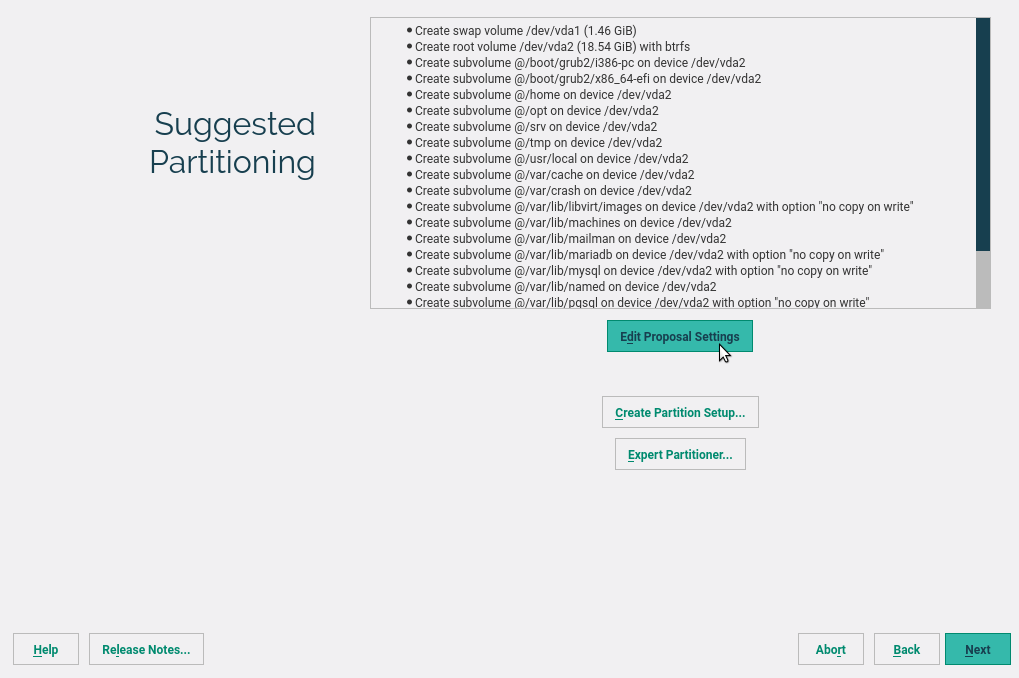 Suggested
Partitioning
Create swap volume /dev/vda1 (1.46 GiB)
Create root volume /dev/vda2 (18.54 GiB) with btrfs
Create subvolume @/boot/grub2/i386-pc on device /dev/vda2
Create subvolume @/boot/grub2/x86_64-efi on device /dev/vda2
Create subvolume @/home on device /dev/vda2
Create subvolume @/opt on device /dev/vda2
Create subvolume @/srv on device /dev/vda2
Create subvolume @/tmp on device /dev/vda2
Create subvolume @/usr/local on device /dev/vda2
Create subvolume @/var/cache on device /dev/vda2
Create subvolume @/var/crash on device /dev/vda2
Create subvolume @/var/lib/libvirt/images on device /dev/vda2 with option "no copy on write"
Create subvolume @/var/lib/machines on device /dev/vda2
Create subvolume @/var/lib/mailman on device /dev/vda2
Create subvolume @/var/lib/mariadb on device /dev/vda2 with option "no copy on write"
Create subvolume @/var/lib/mysql on device /dev/vda2 with option "no copy on write"
Create subvolume @/var/lib/named on device /dev/vda2
Create subvolume @/var/lib/pgsql on device /dev/vda2 with option "no copy on write"
Edit Proposal Settings
Create Partition Setup...
Expert Partitioner...
Help
Release Notes...
Abort
Back
Next